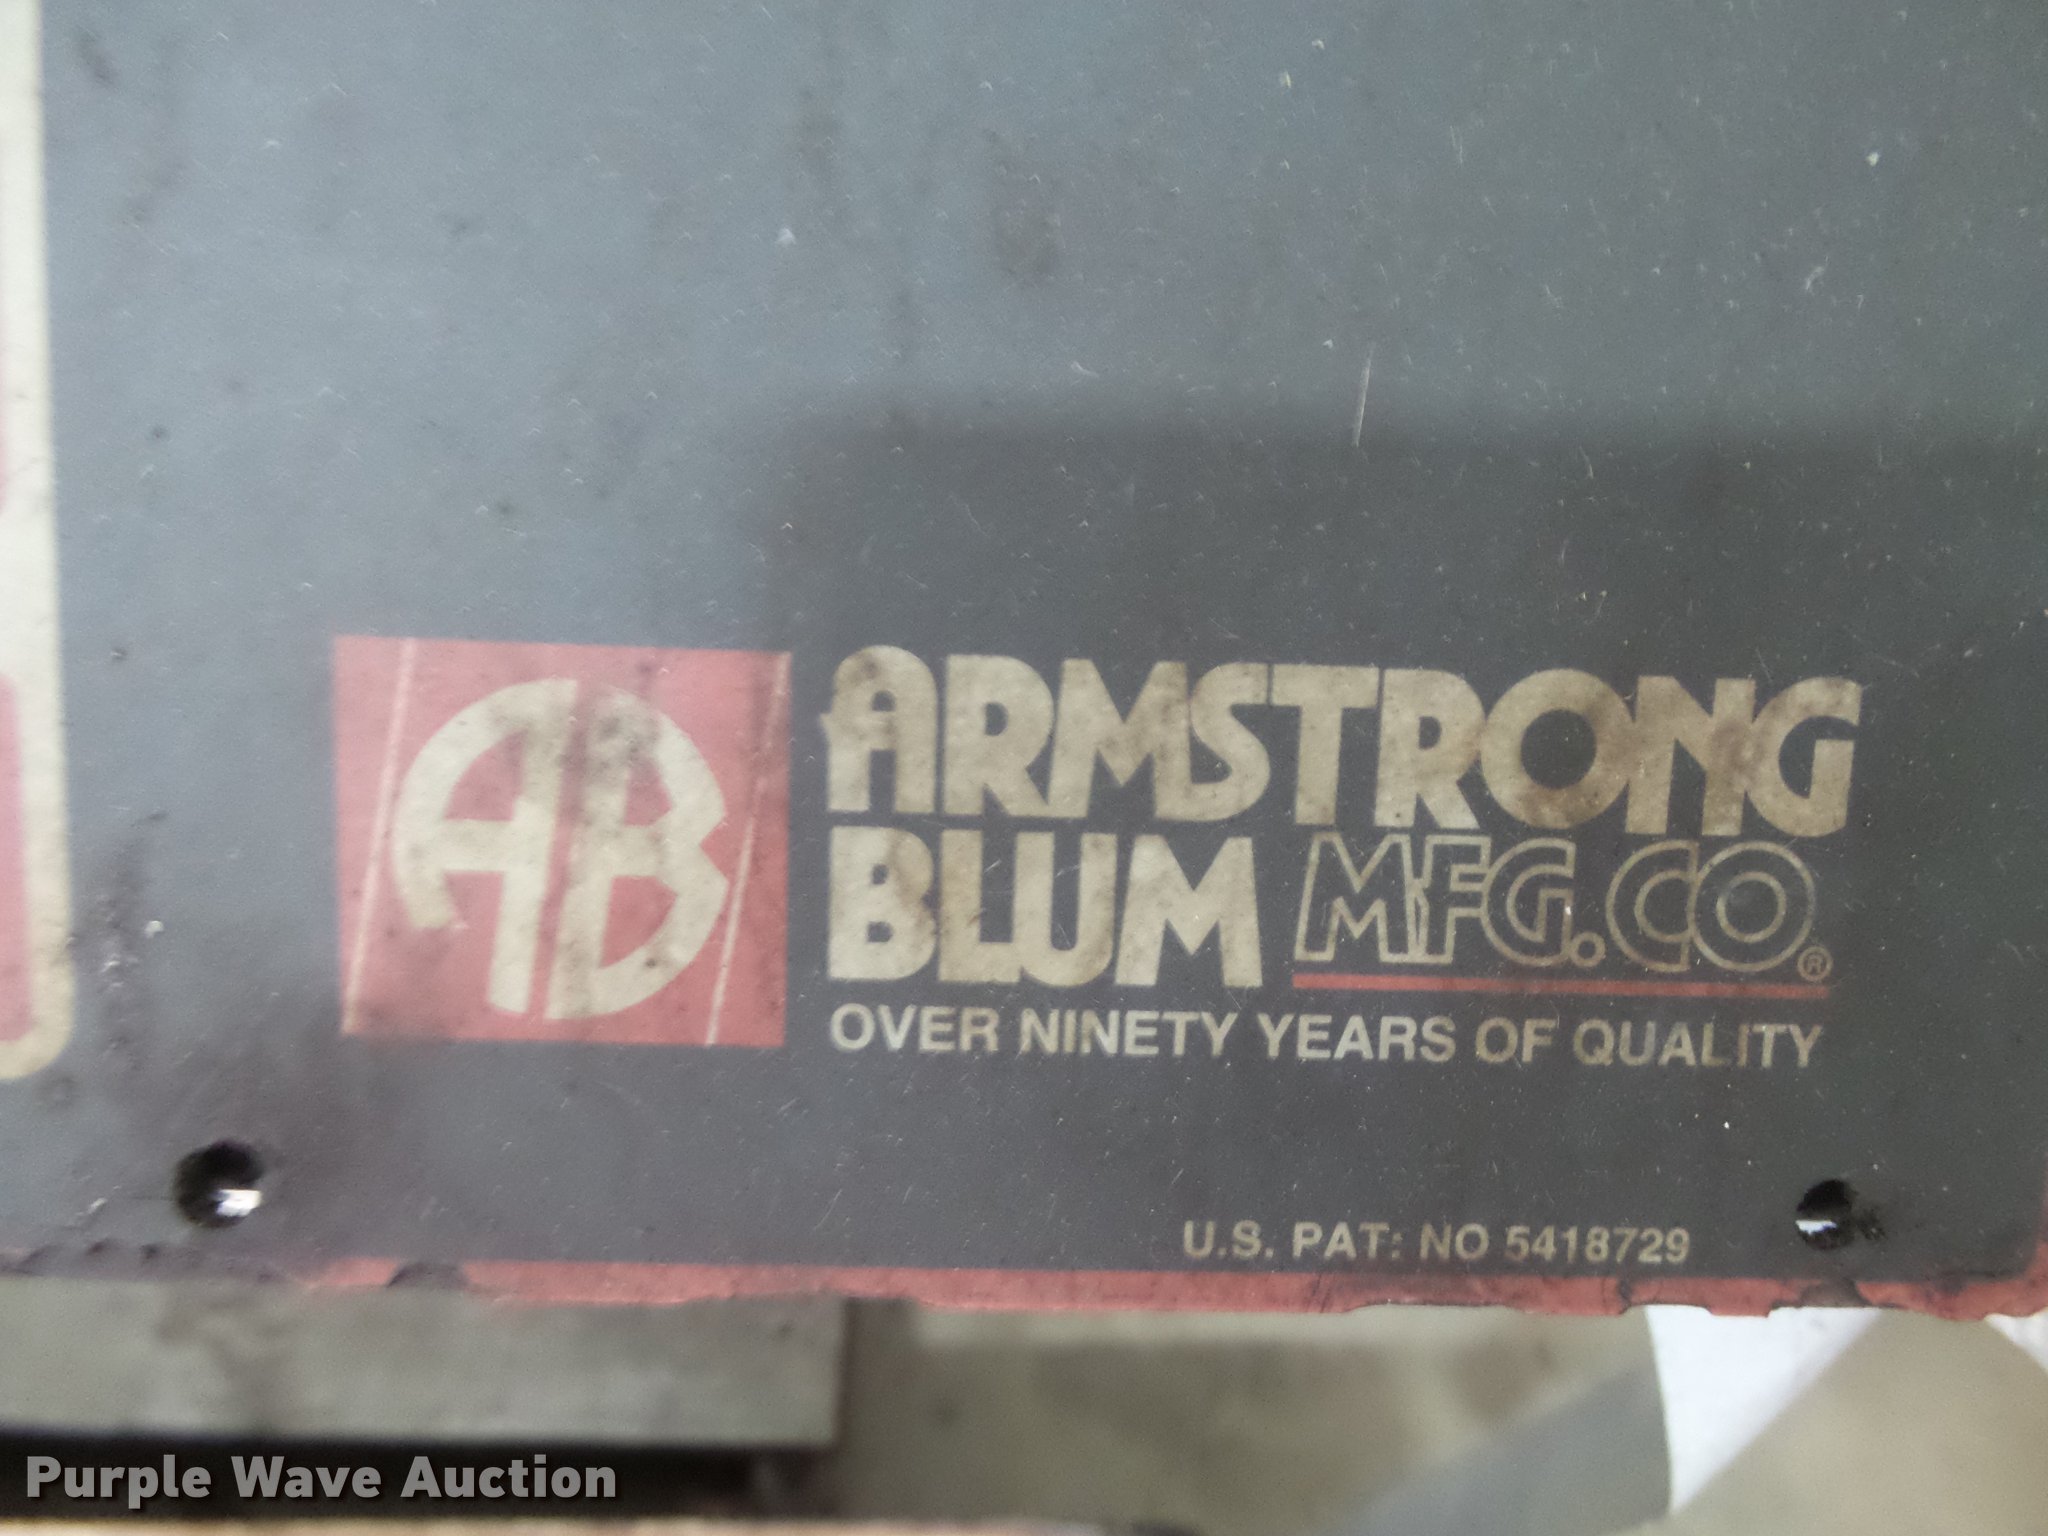 AB
ARMSTRONG
BLUM MFG.CO.®
OVER NINETY YEARS OF QUALITY
U.S. PAT: NO 5418729
Purple Wave Auction